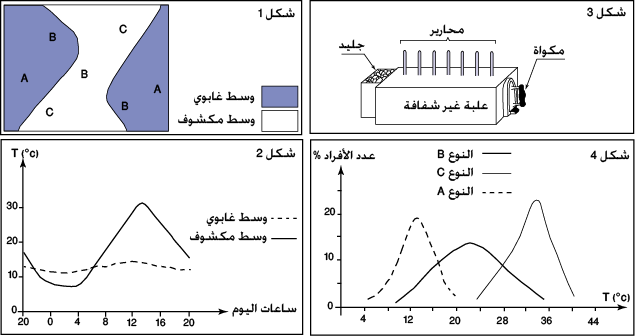 شكل 1
B
C
A
B
A
C
B
وسط غابوي
وسط مكشوف
شكل 3
محارير
جليد
مكواة
علبة غير شفافة
شكل 2
T (°c)
30
20
10
0
20 0 4 8 12 16 20
ساعات اليوم
وسط غابوي
وسط مكشوف
شكل 4
عدد الأفراد %
النوع B
النوع C
النوع A
20
10
0
4 12 20 28 36 44
T (°c)